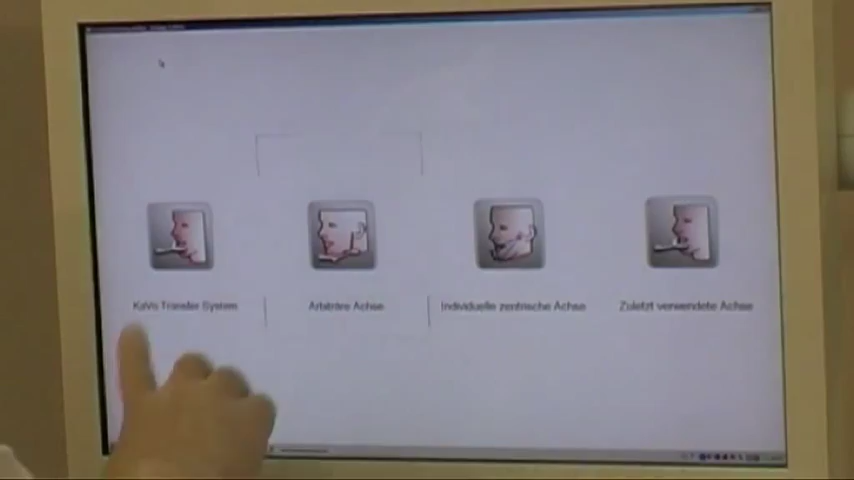 KaVo Transfer System
Arbiträre Achse
Individuelle zentrische Achse
Zuletzt verwendete Achse